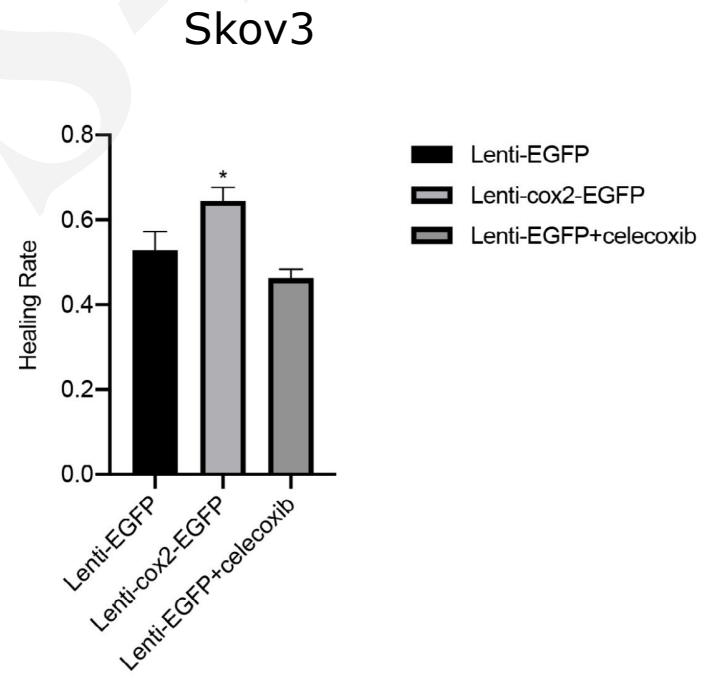 Skov3
0.8
0.6
0.4
0.2
0.0
Healing Rate
*
Lenti-EGFP
Lenti-cox2-EGFP
Lenti-EGFP+celecoxib
Lenti-EGFP
Lenti-cox2-EGFP
Lenti-EGFP+celecoxib